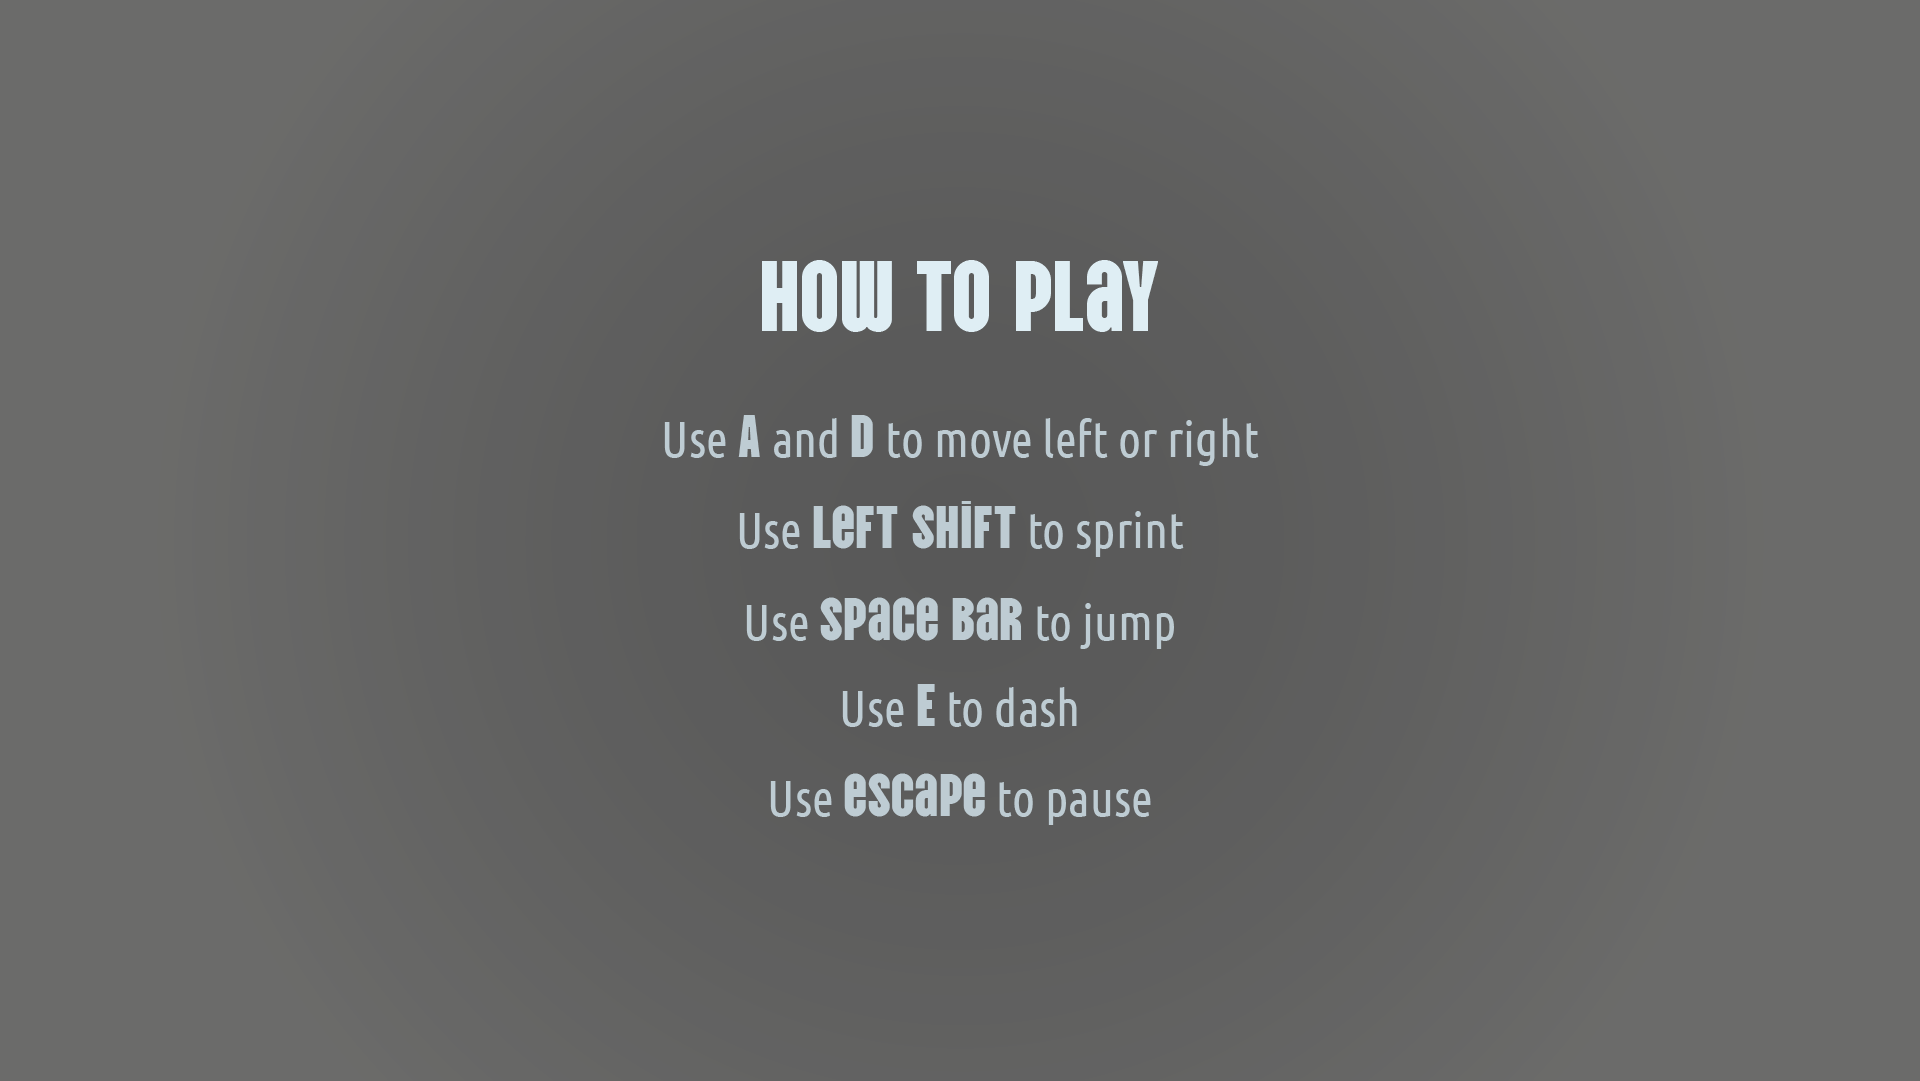 HOW TO PLAY
Use A and D to move left or right
Use LEFT SHIFT to sprint
Use SPACE BAR to jump
Use E to dash
Use ESCAPE to pause